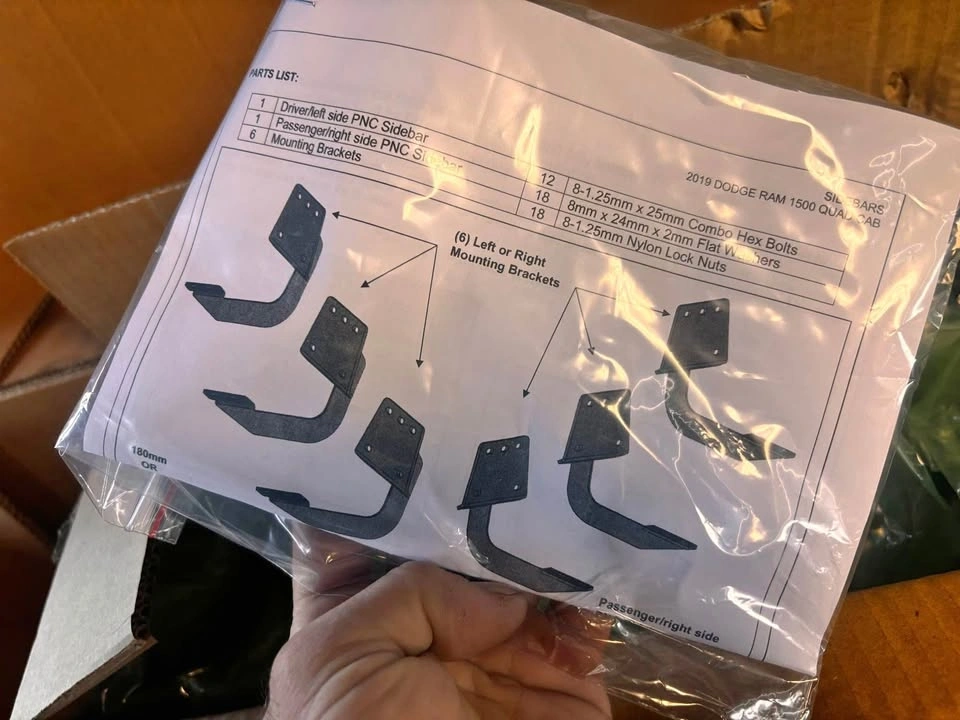 PARTS LIST:
SIDEBARS
2019 DODGE RAM 1500 QUAD CAB
1 Driver/left side PNC Sidebar
1 Passenger/right side PNC Sidebar
6 Mounting Brackets
12 8-1.25mm x 25mm Combo Hex Bolts
18 8mm x 24mm x 2mm Flat Washers
18 8-1.25mm Nylon Lock Nuts
(6) Left or Right
Mounting Brackets
180mm
OR
Passenger/right side